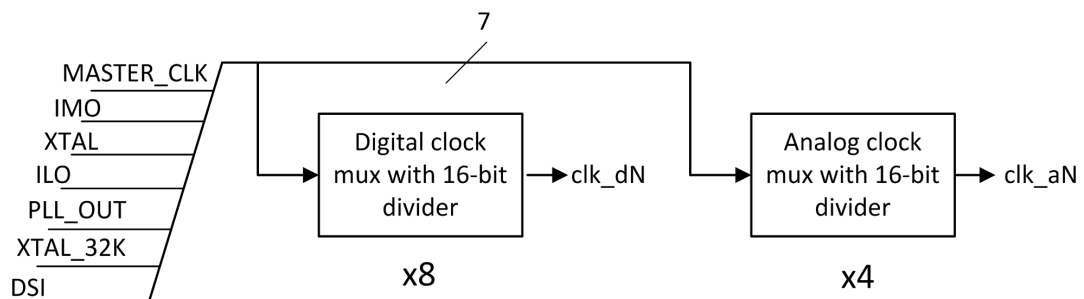 7
MASTER_CLK
IMO
XTAL
ILO
PLL_OUT
XTAL_32K
DSI
Digital clock
mux with 16-bit
divider
clk_dN
x8
Analog clock
mux with 16-bit
divider
clk_aN
x4